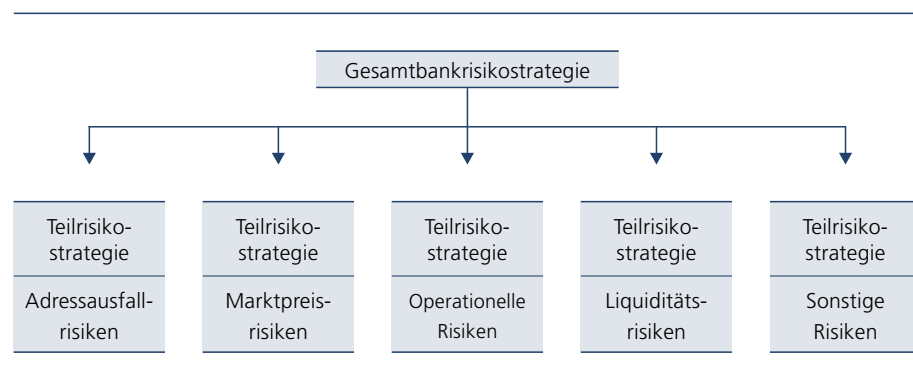 Gesamtbankrisikostrategie
Teilrisiko-
strategie
Adressausfall-
risiken
Teilrisiko-
strategie
Marktpreis-
risiken
Teilrisiko-
strategie
Operationelle
Risiken
Teilrisiko-
strategie
Liquiditäts-
risiken
Teilrisiko-
strategie
Sonstige
Risiken